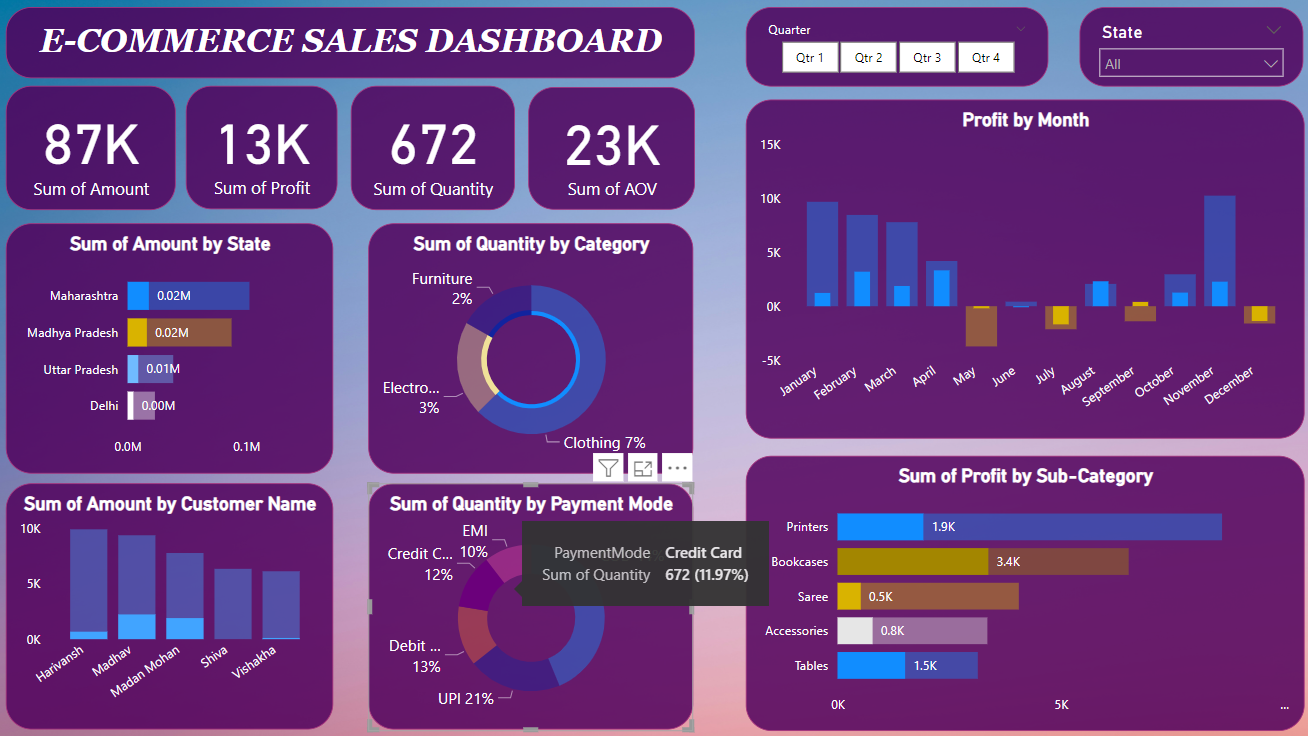 E-COMMERCE SALES DASHBOARD
Quarter
Qtr 1
Qtr 2
Qtr 3
Qtr 4
State
All
87K
Sum of Amount
13K
Sum of Profit
672
Sum of Quantity
23K
Sum of AOV
Profit by Month
15K
10K
5K
0K
-5K
January
February
March
April
May
June
July
August
September
October
November
December
Sum of Amount by State
Maharashtra 0.02M
Madhya Pradesh 0.02M
Uttar Pradesh 0.01M
Delhi 0.00M
0.0M
0.1M
Sum of Quantity by Category
Furniture
2%
Electro...
3%
Clothing 7%
Sum of Amount by Customer Name
10K
5K
0K
Harivansh
Madhav
Madan Mohan
Shiva
Vishakha
Sum of Quantity by Payment Mode
EMI
10%
Credit C...
12%
Debit ...
13%
UPI 21%
PaymentMode Credit Card
Sum of Quantity 672 (11.97%)
Sum of Profit by Sub-Category
Printers 1.9K
Bookcases 3.4K
Saree 0.5K
Accessories 0.8K
Tables 1.5K
0K
5K
...